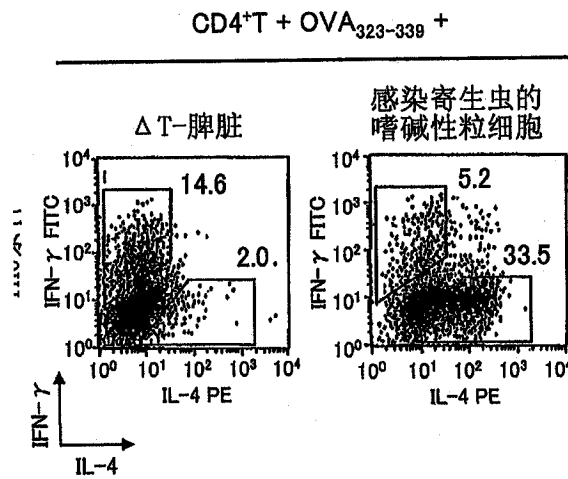 CD4⁺T + OVA₃₂₃₋₃₃₉ +
ΔT-脾脏
感染寄生虫的
嗜碱性粒细胞
14.6
2.0
10⁴
10³
10²
10¹
10⁰
IFN-γ FITC
10⁰ 10¹ 10² 10³ 10⁴
IL-4 PE
5.2
33.5
10⁴
10³
10²
10¹
10⁰
IFN-γ FITC
10⁰ 10¹ 10² 10³ 10⁴
IL-4 PE
IFN-γ
IL-4